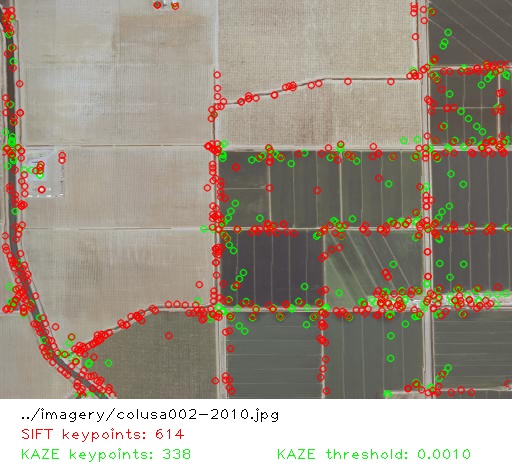 ../imagery/colusa002-2010.jpg
SIFT keypoints: 614
KAZE keypoints: 338 KAZE threshold: 0.0010